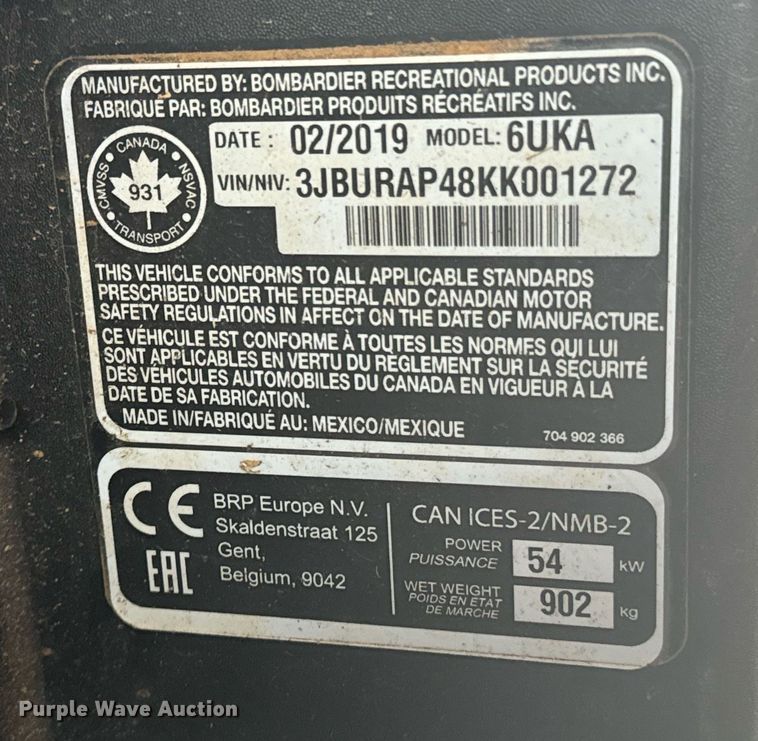 MANUFACTURED BY: BOMBARDIER RECREATIONAL PRODUCTS INC.
FABRIQUÉ PAR: BOMBARDIER PRODUITS RÉCRÉATIFS INC.
CANADA
CMVSS
NSVAC
931
TRANSPORT
DATE : 02/2019 MODEL: 6UKA
VIN/NIV: 3JBURAP48KK001272
THIS VEHICLE CONFORMS TO ALL APPLICABLE STANDARDS
PRESCRIBED UNDER THE FEDERAL AND CANADIAN MOTOR
SAFETY REGULATIONS IN AFFECT ON THE DATE OF MANUFACTURE.
CE VÉHICULE EST CONFORME À TOUTES LES NORMES QUI LUI
SONT APPLICABLES EN VERTU DU RÈGLEMENT SUR LA SÉCURITÉ
DES VÉHICULES AUTOMOBILES DU CANADA EN VIGUEUR À LA
DATE DE SA FABRICATION.
MADE IN/FABRIQUÉ AU: MEXICO/MEXIQUE
704 902 366
CE
EAC
BRP Europe N.V.
Skaldenstraat 125
Gent,
Belgium, 9042
CAN ICES-2/NMB-2
POWER
PUISSANCE 54 kW
WET WEIGHT
POIDS EN ÉTAT
DE MARCHE 902 kg
Purple Wave Auction